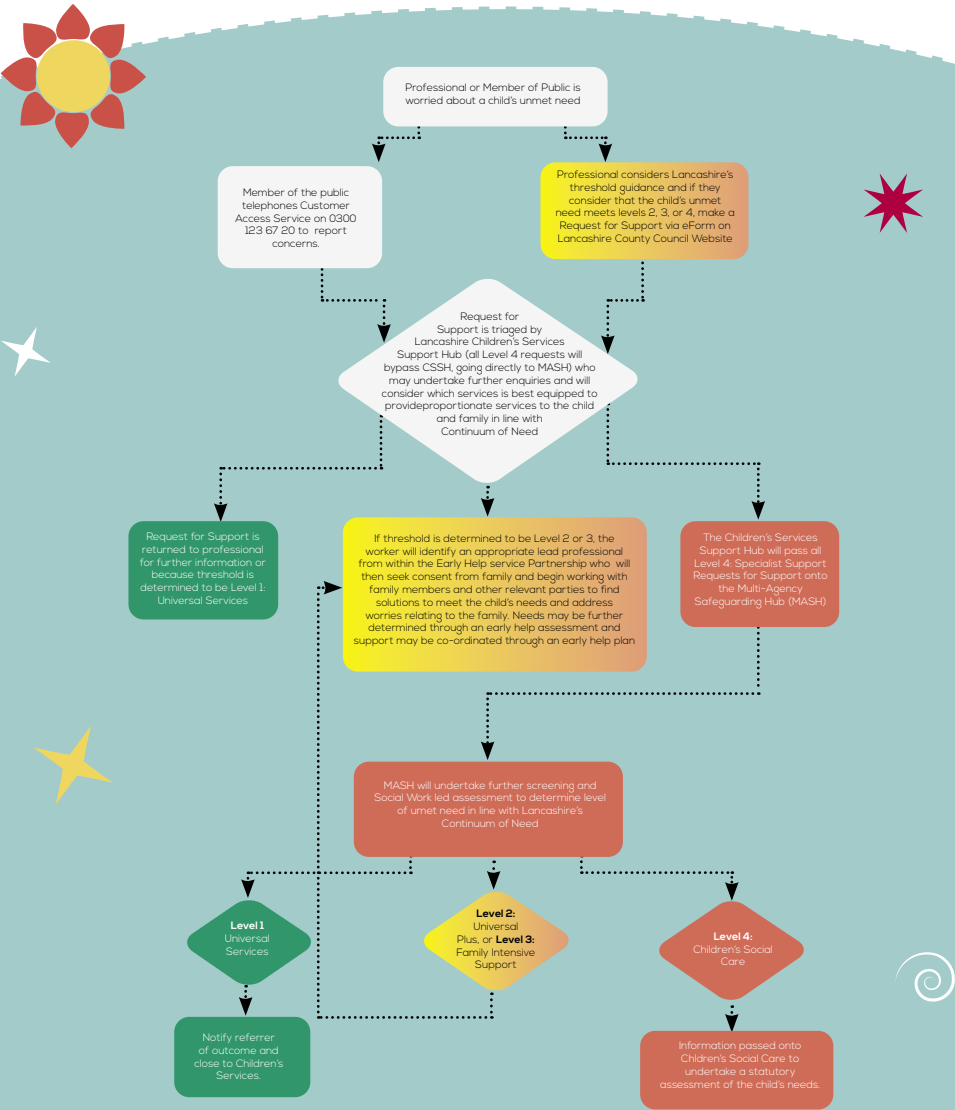 Professional or Member of Public is
worried about a child's unmet need
Member of the public
telephones Customer
Access Service on 0300
123 67 20 to report
concerns.
Professional considers Lancashire's
threshold guidance and if they
consider that the child's unmet
need meets levels 2, 3, or 4, make a
Request for Support via eForm on
Lancashire County Council Website
Request for
Support is triaged by
Lancashire Children's Services
Support Hub (all Level 4 requests will
bypass CSSH, going directly to MASH) who
may undertake further enquiries and will
consider which services is best equipped to
provideproportionate services to the child
and family in line with
Continuum of Need
Request for Support is
returned to professional
for further information or
because threshold is
determined to be Level 1:
Universal Services
If threshold is determined to be Level 2 or 3, the
worker will identify an appropriate lead professional
from within the Early Help service Partnership who will
then seek consent from family and begin working with
family members and other relevant parties to find
solutions to meet the child's needs and address
worries relating to the family. Needs may be further
determined through an early help assessment and
support may be co-ordinated through an early help plan
The Children's Services
Support Hub will pass all
Level 4: Specialist Support
Requests for Support onto
the Multi-Agency
Safeguarding Hub (MASH)
MASH will undertake further screening and
Social Work led assessment to determine level
of umet need in line with Lancashire's
Continuum of Need
Level 1
Universal
Services
Level 2:
Universal
Plus, or Level 3:
Family Intensive
Support
Level 4:
Children's Social
Care
Notify referrer
of outcome and
close to Children's
Services.
Information passed onto
Chldren's Social Care to
undertake a statutory
assessment of the child's needs.